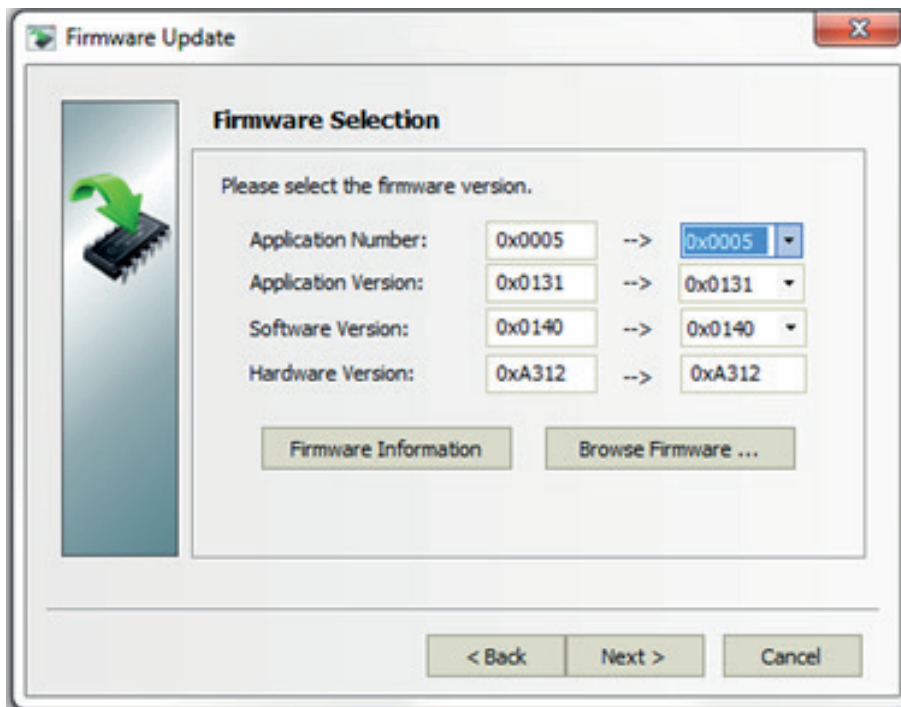 Firmware Update
Firmware Selection
Please select the firmware version.
Application Number: 0x0005 --> 0x0005
Application Version: 0x0131 --> 0x0131
Software Version: 0x0140 --> 0x0140
Hardware Version: 0xA312 --> 0xA312
Firmware Information Browse Firmware ...
< Back Next > Cancel